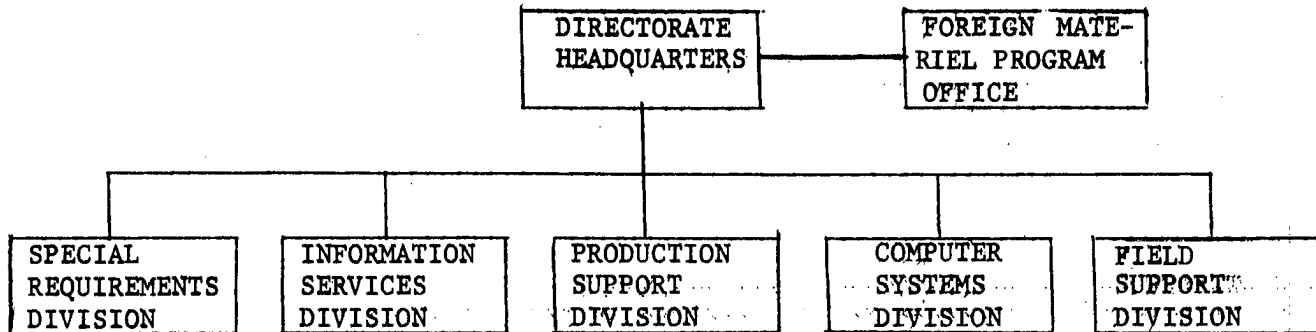 DIRECTORATE
HEADQUARTERS
FOREIGN MATE-
RIEL PROGRAM
OFFICE
SPECIAL
REQUIREMENTS
DIVISION
INFORMATION
SERVICES
DIVISION
PRODUCTION
SUPPORT
DIVISION
COMPUTER
SYSTEMS
DIVISION
FIELD
SUPPORT
DIVISION